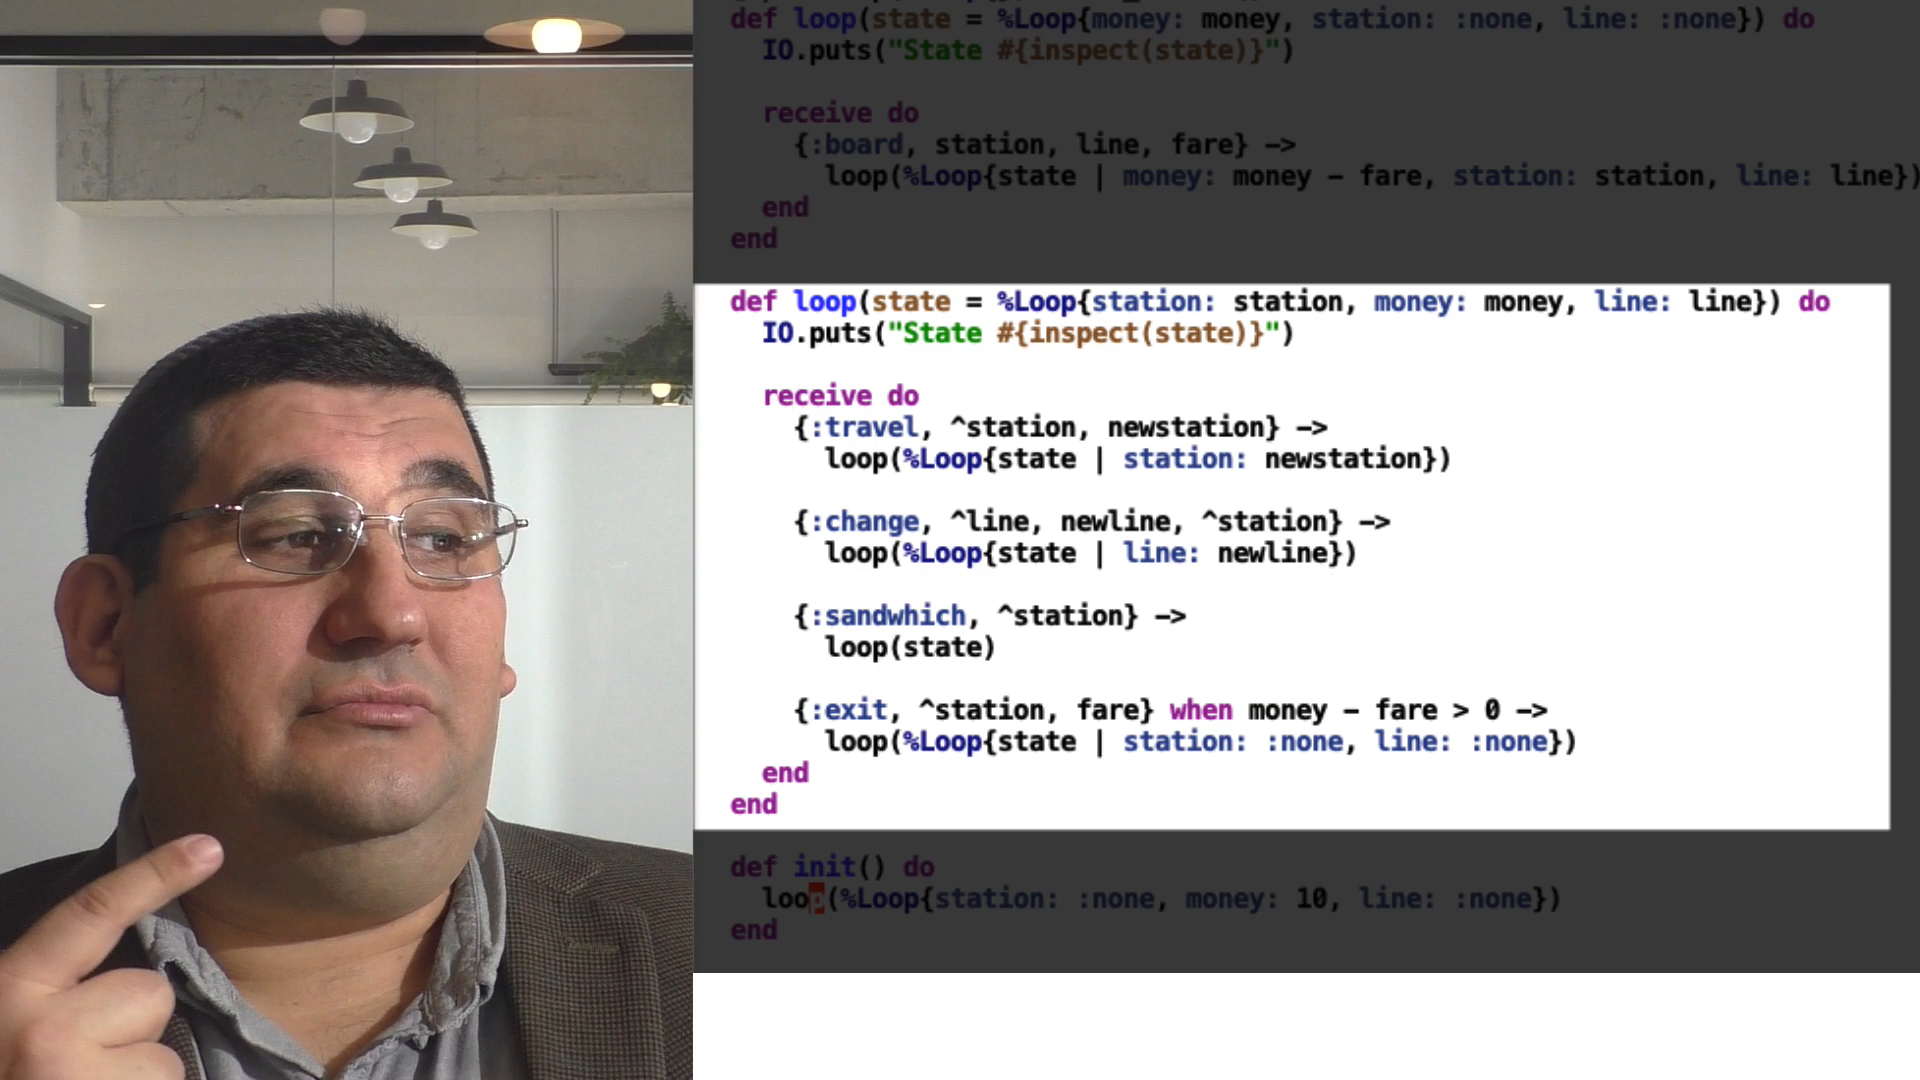 def loop(state = %Loop{money: money, station: :none, line: :none}) do
IO.puts("State #{inspect(state)}")
receive do
{:board, station, line, fare} ->
loop(%Loop{state | money: money - fare, station: station, line: line})
end
end
def loop(state = %Loop{station: station, money: money, line: line}) do
IO.puts("State #{inspect(state)}")
receive do
{:travel, ^station, newstation} ->
loop(%Loop{state | station: newstation})
{:change, ^line, newline, ^station} ->
loop(%Loop{state | line: newline})
{:sandwhich, ^station} ->
loop(state)
{:exit, ^station, fare} when money - fare > 0 ->
loop(%Loop{state | station: :none, line: :none})
end
end
def init() do
loop(%Loop{station: :none, money: 10, line: :none})
end